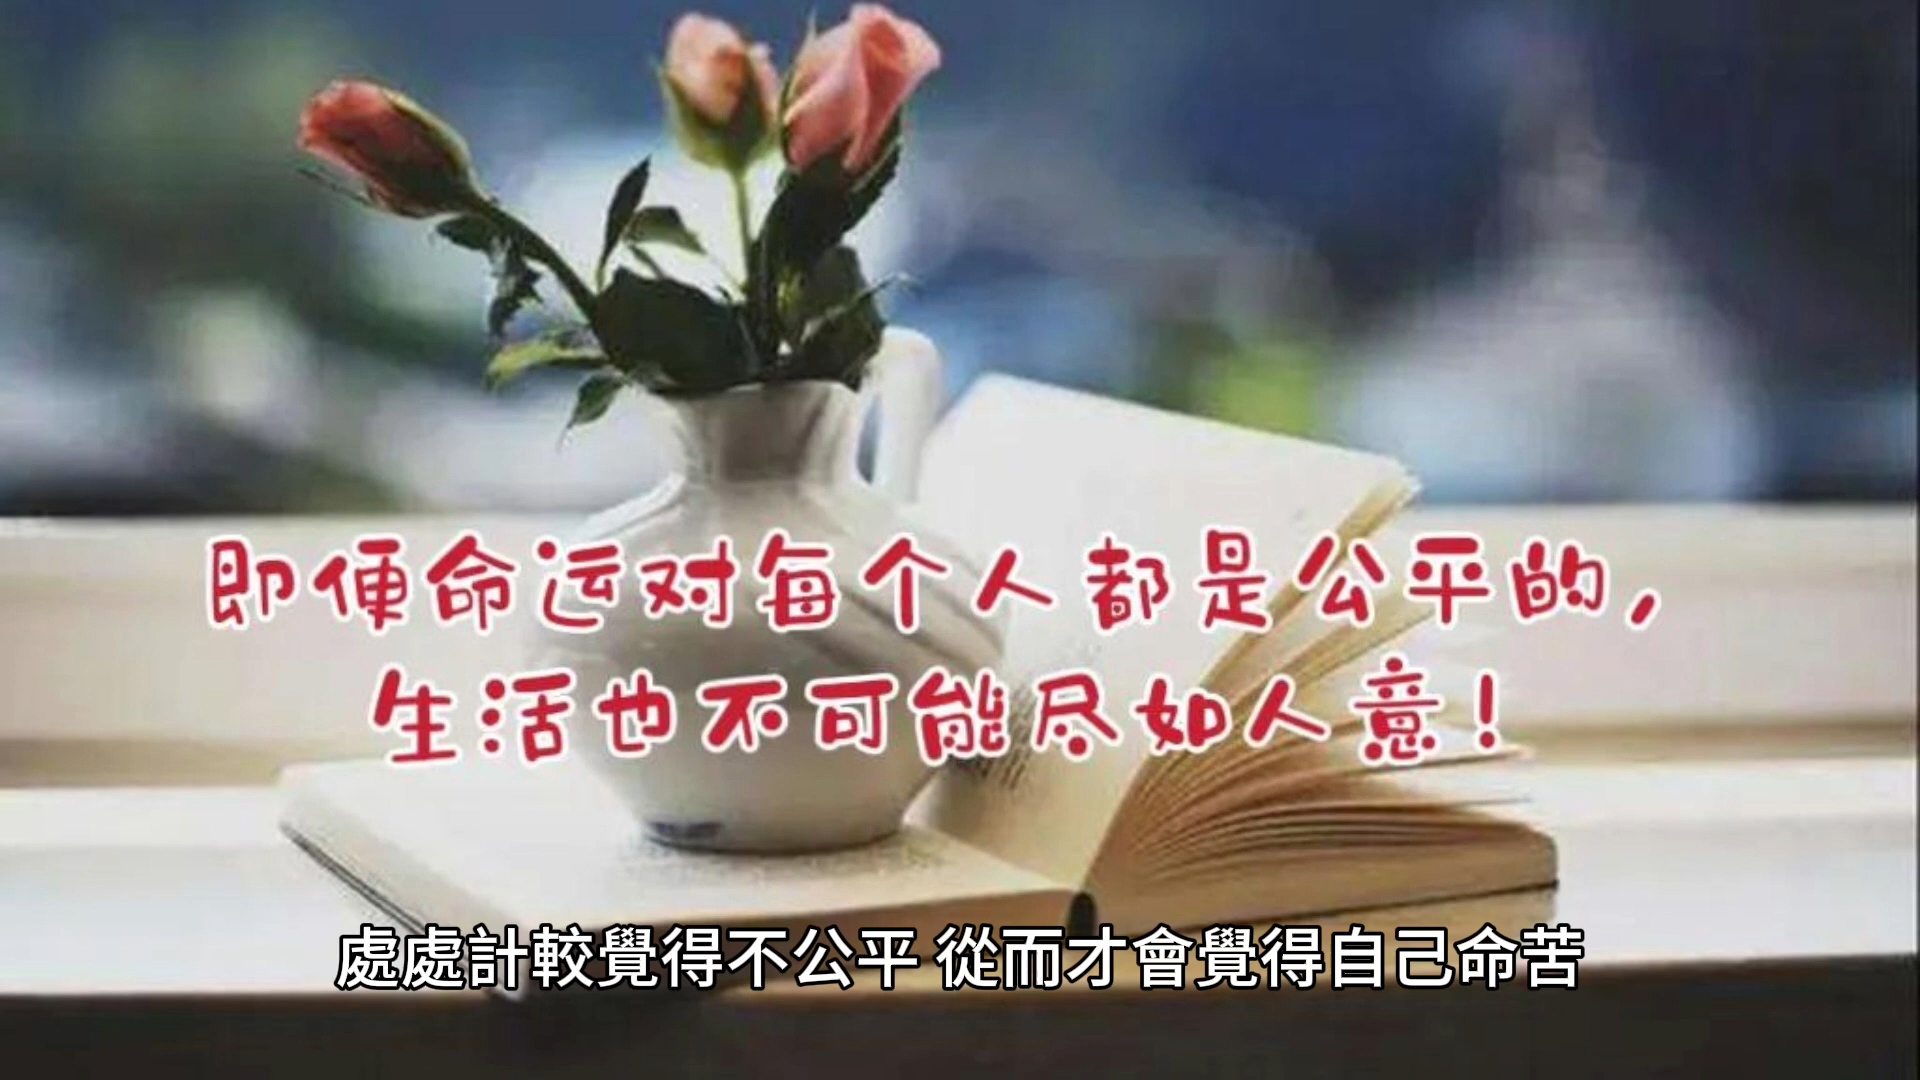 即便命运对每个人都是公平的,
生活也不可能尽如人意!
處處計較覺得不公平 從而才會覺得自己命苦